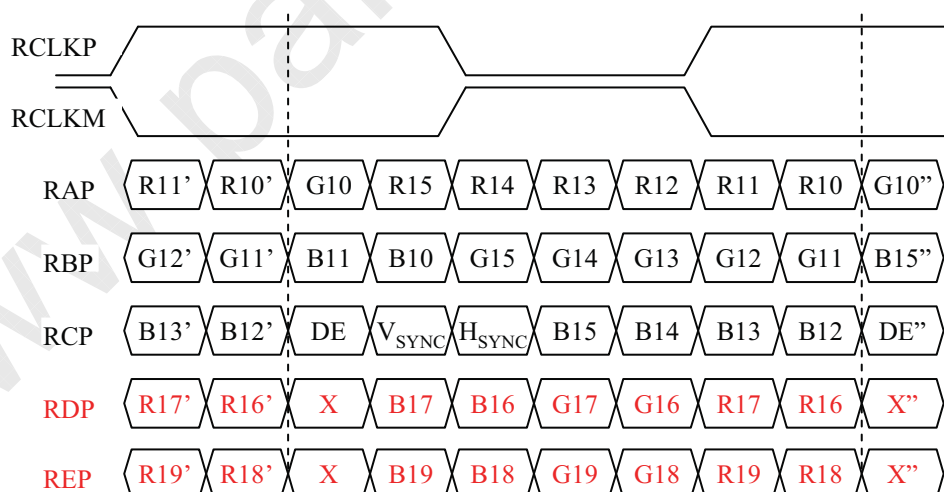 RCLKP
RCLKM
RAP R11’ R10’ G10 R15 R14 R13 R12 R11 R10 G10”
RBP G12’ G11’ B11 B10 G15 G14 G13 G12 G11 B15”
RCP B13’ B12’ DE VSYNC HSYNC B15 B14 B13 B12 DE”
RDP R17’ R16’ X B17 B16 G17 G16 R17 R16 X”
REP R19’ R18’ X B19 B18 G19 G18 R19 R18 X”
www.pa